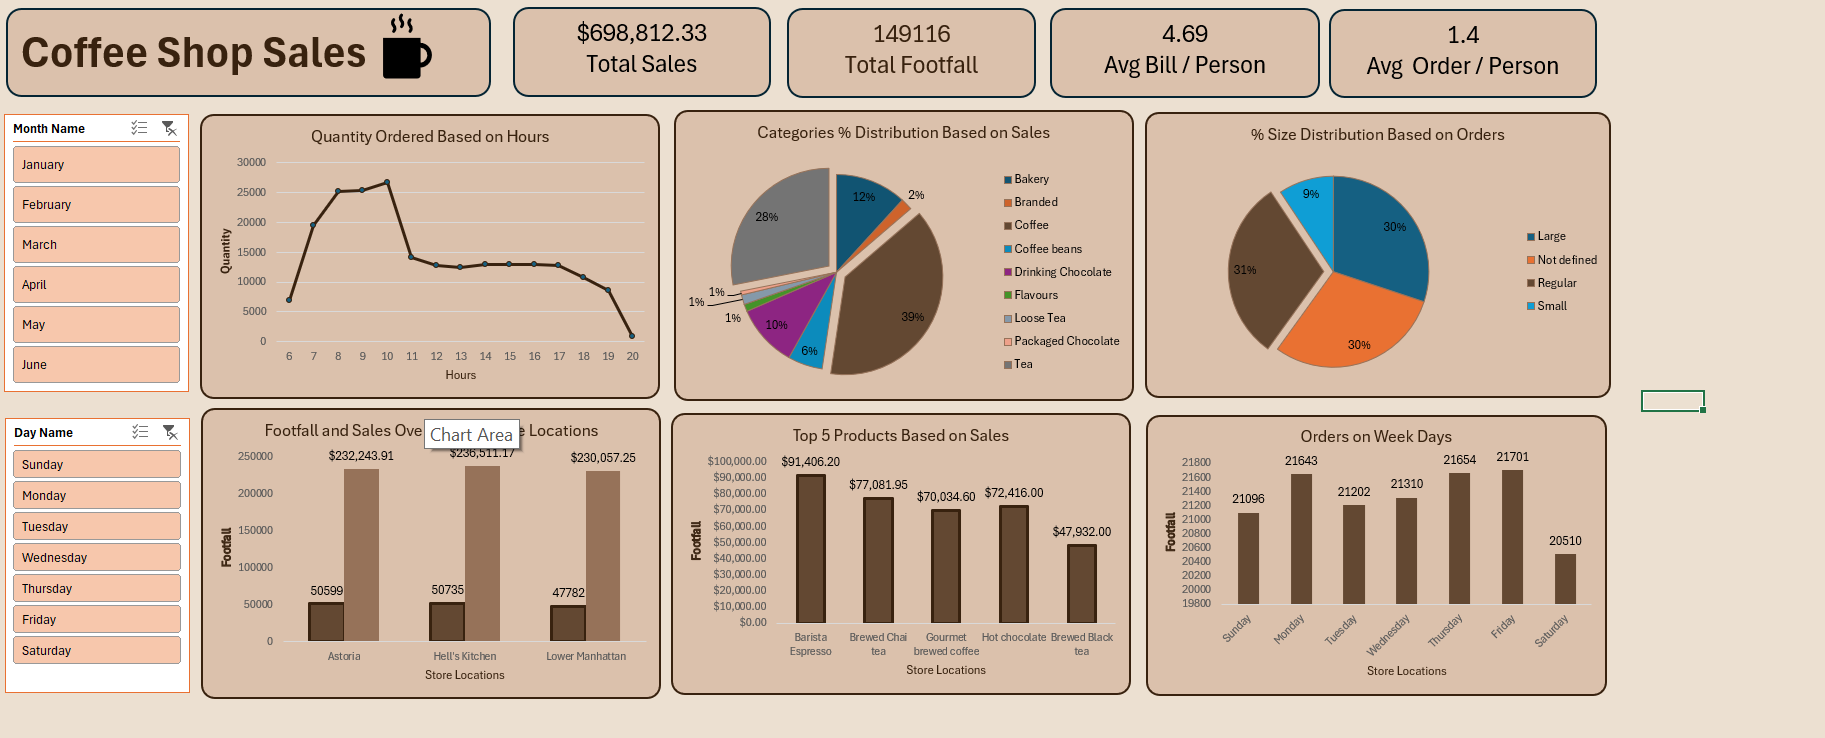 Coffee Shop Sales
$698,812.33
Total Sales
149116
Total Footfall
4.69
Avg Bill / Person
1.4
Avg  Order / Person
Month Name
January
February
March
April
May
June
Quantity Ordered Based on Hours
30000
25000
20000
15000
10000
5000
0
Quantity
6 7 8 9 10 11 12 13 14 15 16 17 18 19 20
Hours
Categories % Distribution Based on Sales
12%
2%
28%
39%
1%
1%
1%
10%
6%
Bakery
Branded
Coffee
Coffee beans
Drinking Chocolate
Flavours
Loose Tea
Packaged Chocolate
Tea
% Size Distribution Based on Orders
9%
30%
31%
30%
Large
Not defined
Regular
Small
Day Name
Sunday
Monday
Tuesday
Wednesday
Thursday
Friday
Saturday
Footfall and Sales Ove
Chart Area
e Locations
250000
200000
150000
100000
50000
0
Footfall
$232,243.91
$236,511.17
$230,057.25
50599
50735
47782
Astoria
Hell's Kitchen
Lower Manhattan
Store Locations
Top 5 Products Based on Sales
$100,000.00
$90,000.00
$80,000.00
$70,000.00
$60,000.00
$50,000.00
$40,000.00
$30,000.00
$20,000.00
$10,000.00
$0.00
Footfall
$91,406.20
$77,081.95
$70,034.60
$72,416.00
$47,932.00
Barista
Espresso
Brewed Chai
tea
Gourmet
brewed coffee
Hot chocolate
Brewed Black
tea
Store Locations
Orders on Week Days
21800
21600
21400
21200
21000
20800
20600
20400
20200
20000
19800
Footfall
21096
21643
21202
21310
21654
21701
20510
Sunday
Monday
Tuesday
Wednesday
Thursday
Friday
Saturday
Store Locations